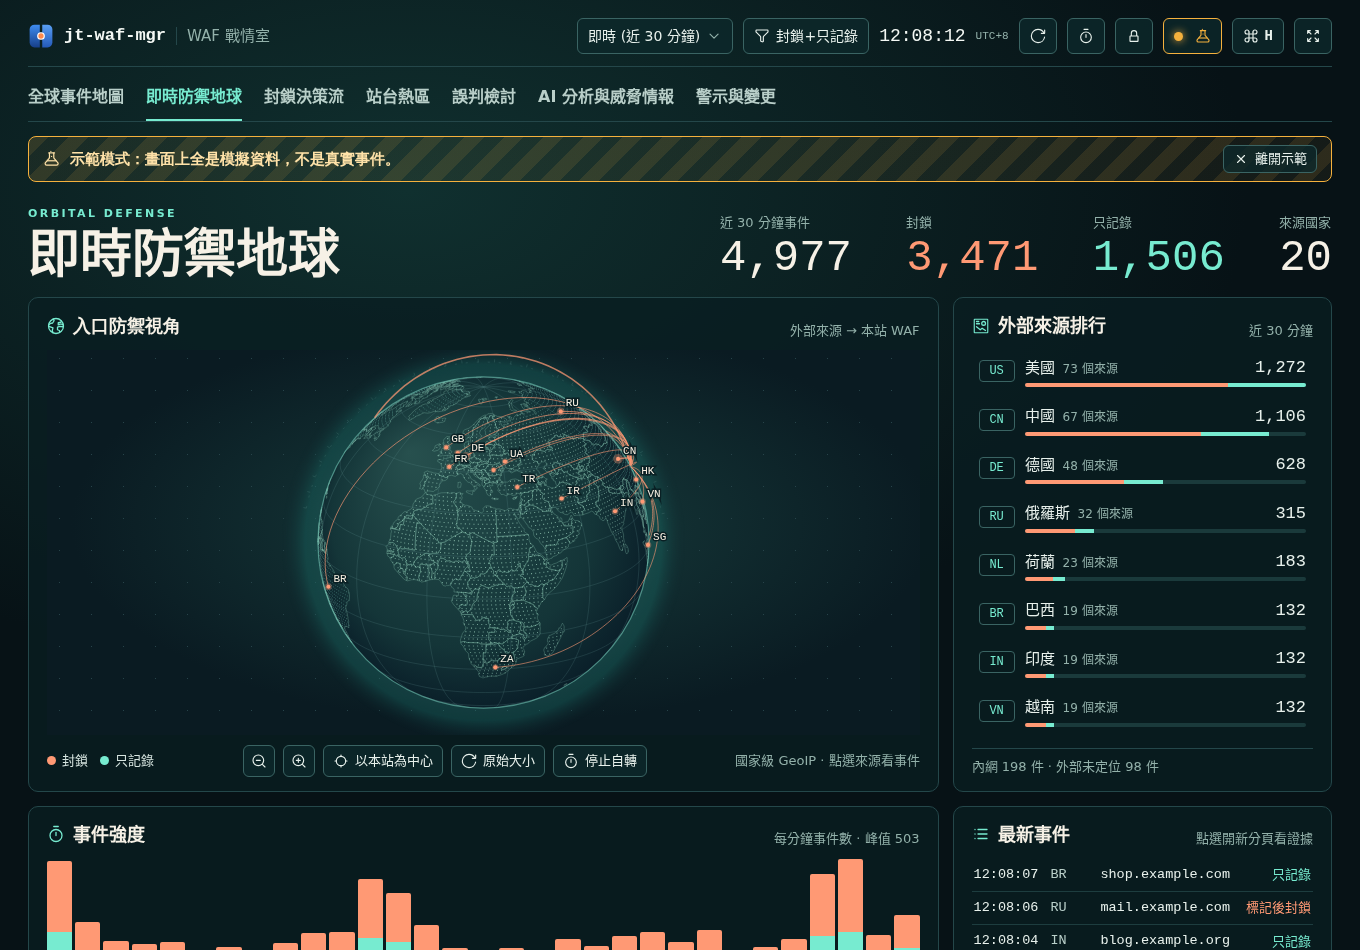 jt-waf-mgr WAF 戰情室 即時 (近 30 分鐘) 封鎖+只記錄 12:08:12 UTC+8 ⌘ H
全球事件地圖 即時防禦地球 封鎖決策流 站台熱區 誤判檢討 AI 分析與威脅情報 警示與變更
示範模式：畫面上全是模擬資料，不是真實事件。 離開示範
ORBITAL DEFENSE
即時防禦地球
近 30 分鐘事件 封鎖 只記錄 來源國家
4,977 3,471 1,506 20
入口防禦視角 外部來源 → 本站 WAF
RU
GB
DE
FR
UA
CN
HK
TR
IR
VN
IN
SG
BR
ZA
封鎖 只記錄 以本站為中心 原始大小 停止自轉 國家級 GeoIP · 點選來源看事件
外部來源排行 近 30 分鐘
US 美國 73 個來源 1,272
CN 中國 67 個來源 1,106
DE 德國 48 個來源 628
RU 俄羅斯 32 個來源 315
NL 荷蘭 23 個來源 183
BR 巴西 19 個來源 132
IN 印度 19 個來源 132
VN 越南 19 個來源 132
內網 198 件 · 外部未定位 98 件
事件強度 每分鐘事件數 · 峰值 503
最新事件 點選開新分頁看證據
12:08:07 BR shop.example.com 只記錄
12:08:06 RU mail.example.com 標記後封鎖
12:08:04 IN blog.example.org 只記錄